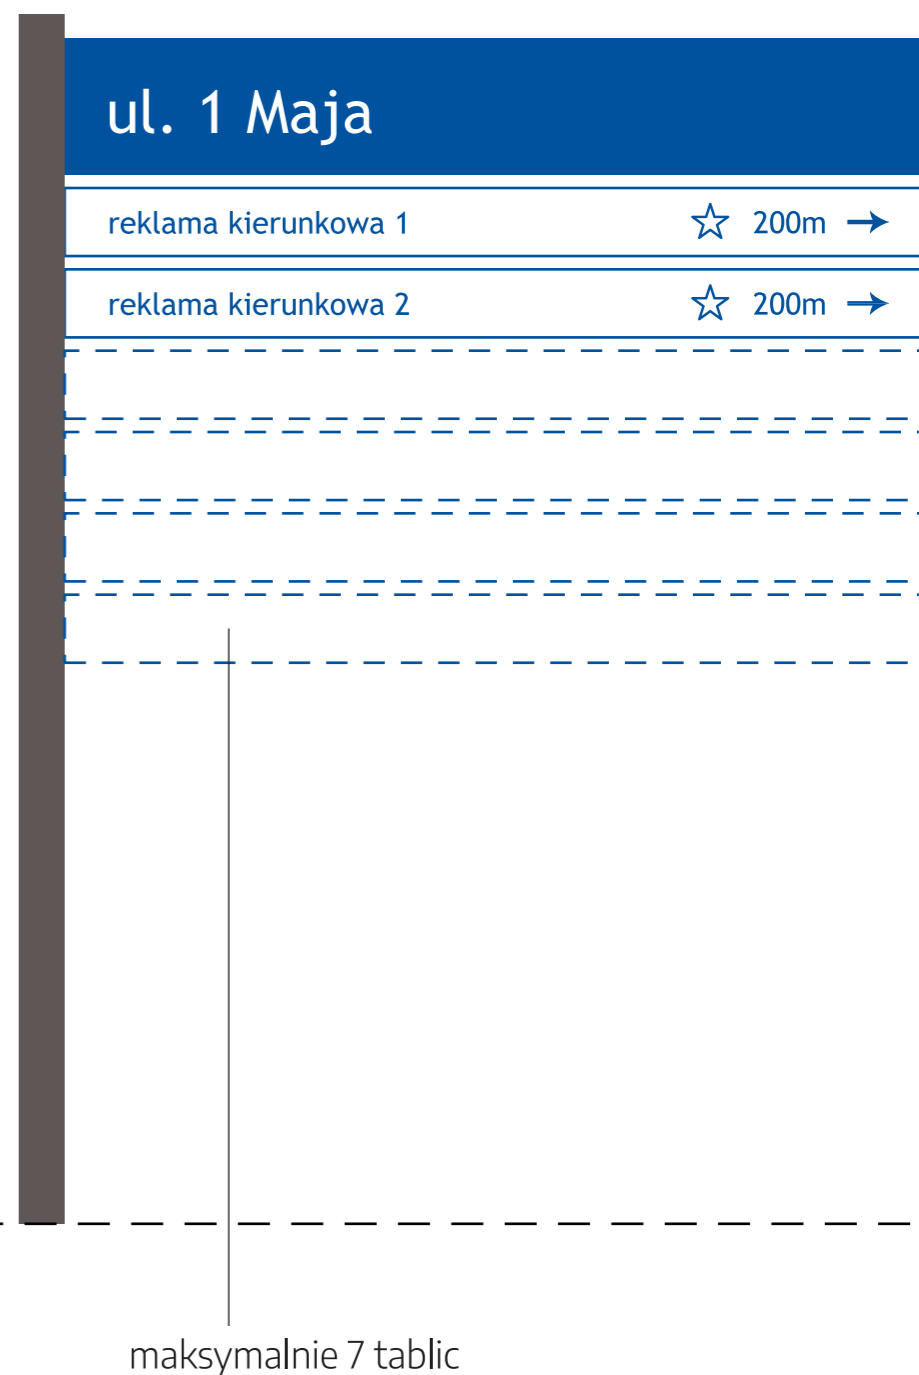 ul. 1 Maja
reklama kierunkowa 1 200m
reklama kierunkowa 2 200m
maksymalnie 7 tablic